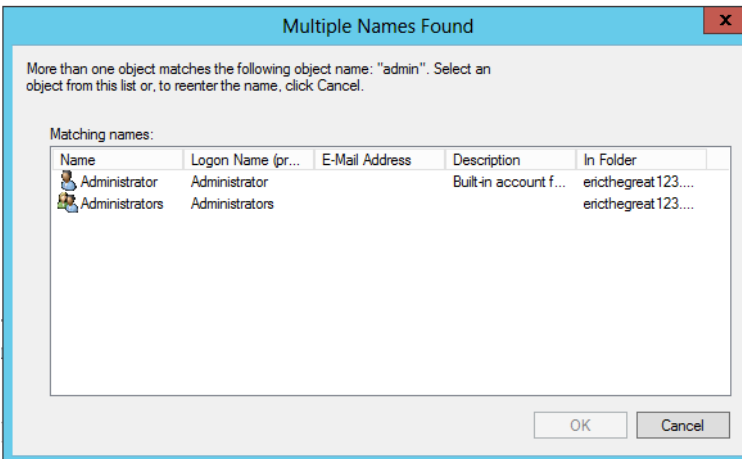 Multiple Names Found
x
More than one object matches the following object name: "admin". Select an
object from this list or, to reenter the name, click Cancel.
Matching names:
Name Logon Name (pr... E-Mail Address Description In Folder
Administrator Administrator Built-in account f... ericthegreat123....
Administrators Administrators ericthegreat123....
OK Cancel